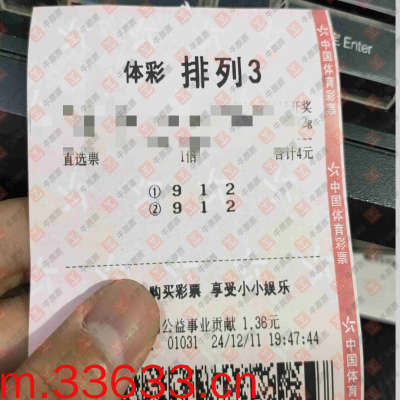 Enter
体彩 排列3
开奖
2g
直选票 1倍 合计4元
① 9 1 2
② 9 1 2
购买彩票 享受小小娱乐
公益事业贡献 1.36元
01031 24/12/11 19:47:44
中国体育彩票
中国体育彩票
中国体育彩票
m.33633.cn